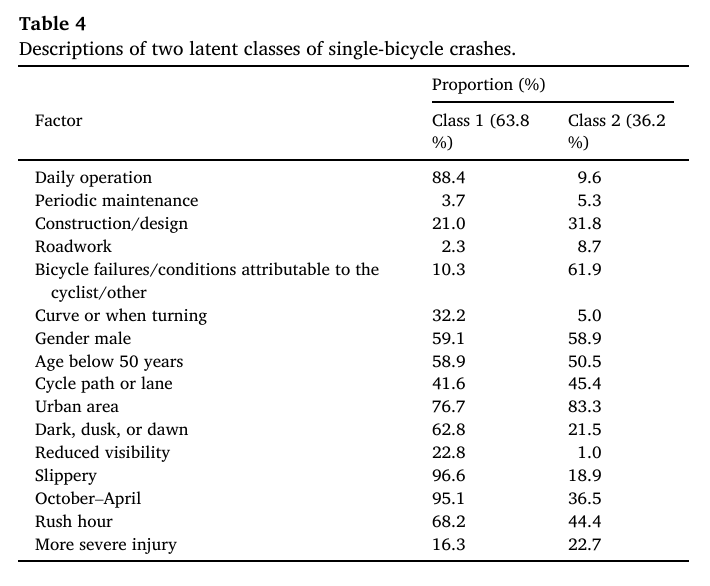 Table 4
Descriptions of two latent classes of single-bicycle crashes.
Proportion (%)
Factor Class 1 (63.8 %) Class 2 (36.2 %)
Daily operation 88.4 9.6
Periodic maintenance 3.7 5.3
Construction/design 21.0 31.8
Roadwork 2.3 8.7
Bicycle failures/conditions attributable to the 10.3 61.9
cyclist/other
Curve or when turning 32.2 5.0
Gender male 59.1 58.9
Age below 50 years 58.9 50.5
Cycle path or lane 41.6 45.4
Urban area 76.7 83.3
Dark, dusk, or dawn 62.8 21.5
Reduced visibility 22.8 1.0
Slippery 96.6 18.9
October–April 95.1 36.5
Rush hour 68.2 44.4
More severe injury 16.3 22.7